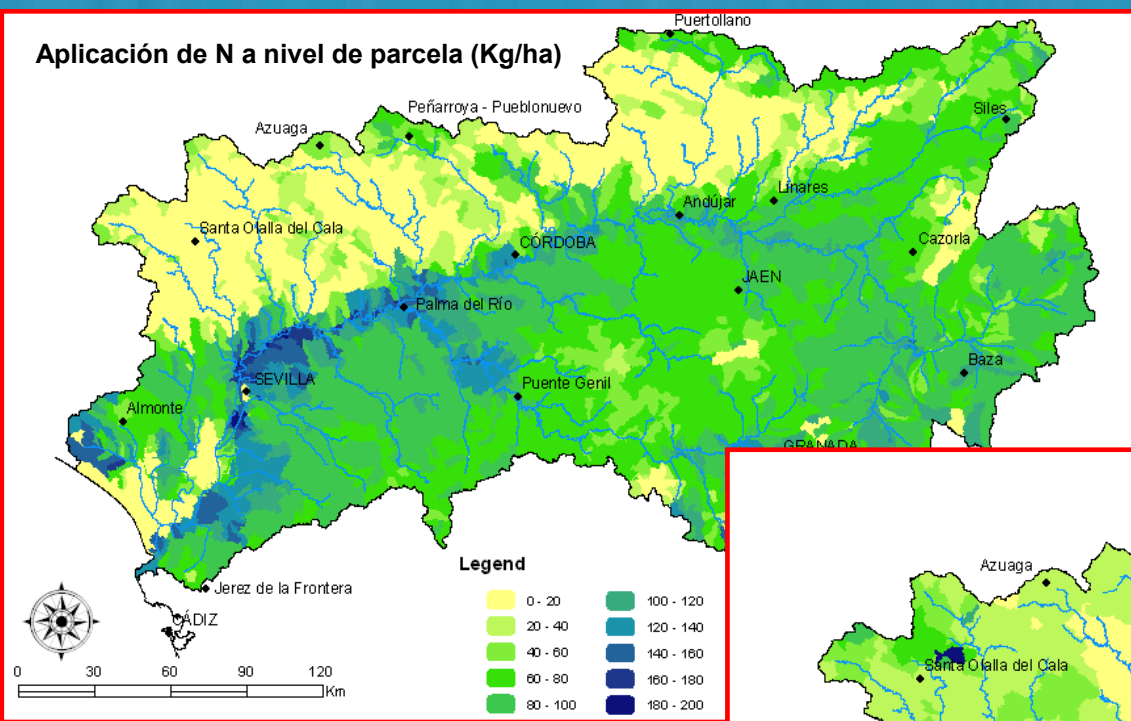 Aplicación de N a nivel de parcela (Kg/ha)
Puertollano
Peñarroya - Pueblonuevo
Azuaga
Siles
Linares
Andújar
Santa Olalla del Cala
CÓRDOBA
Cazorla
JAEN
Palma del Río
Baza
SEVILLA
Puente Genil
Almonte
GRANADA
Legend
Jerez de la Frontera
CÁDIZ
0 - 20
20 - 40
40 - 60
60 - 80
80 - 100
100 - 120
120 - 140
140 - 160
160 - 180
180 - 200
0 30 60 90 120
Km
Azuaga
Santa Olalla del Cala